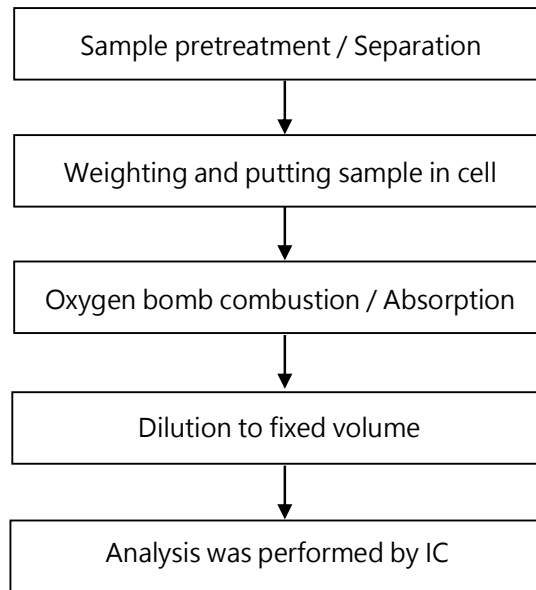 Sample pretreatment / Separation
Weighting and putting sample in cell
Oxygen bomb combustion / Absorption
Dilution to fixed volume
Analysis was performed by IC